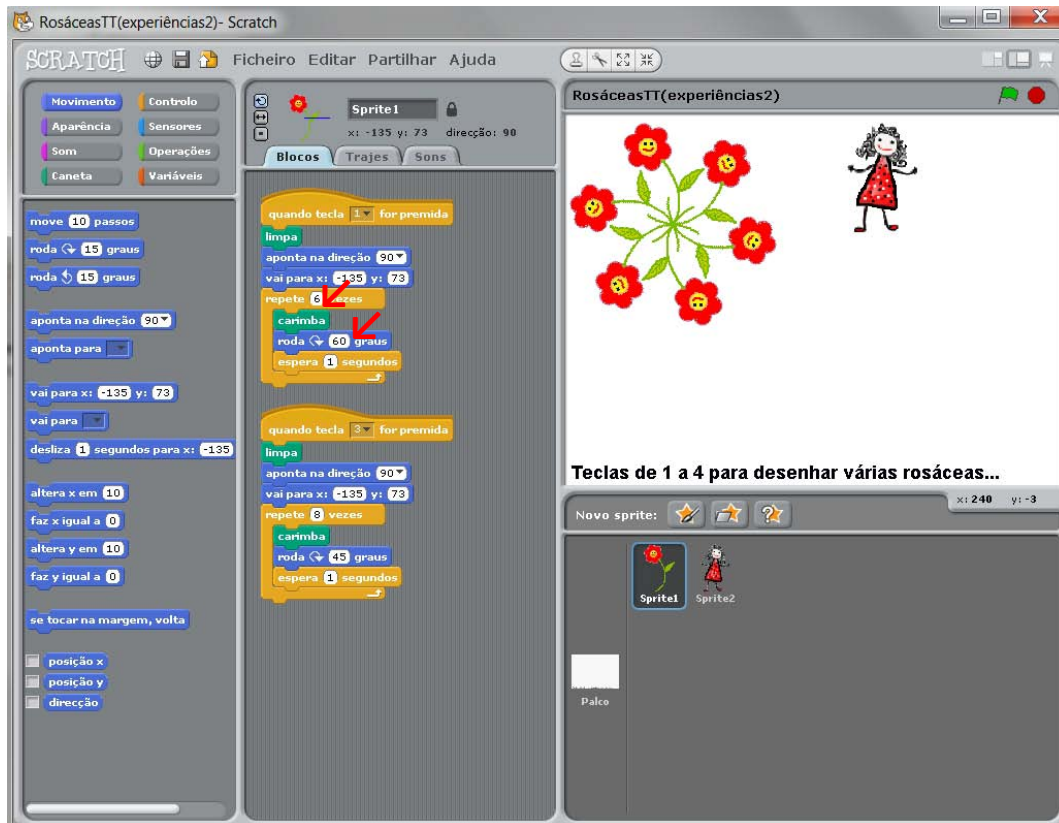 RosáceasTT(experiências2)- Scratch
SCRATCH Ficheiro Editar Partilhar Ajuda
Movimento Controlo
Aparência Sensores
Som Operações
Caneta Variáveis
move 10 passos
roda 15 graus
roda 15 graus
aponta na direção 90
aponta para
vai para x: -135 y: 73
vai para
desliza 1 segundos para x: -135
altera x em 10
faz x igual a 0
altera y em 10
faz y igual a 0
se tocar na margem, volta
posição x
posição y
direcção
Sprite1
x: -135 y: 73 direcção: 90
Blocos Trajes Sons
quando tecla 1 for premida
limpa
aponta na direção 90
vai para x: -135 y: 73
repete 6 vezes
carimba
roda 60 graus
espera 1 segundos
quando tecla 3 for premida
limpa
aponta na direção 90
vai para x: -135 y: 73
repete 8 vezes
carimba
roda 45 graus
espera 1 segundos
RosáceasTT(experiências2)
Teclas de 1 a 4 para desenhar várias rosáceas...
x: 240 y: -3
Novo sprite:
Sprite1 Sprite2
Palco